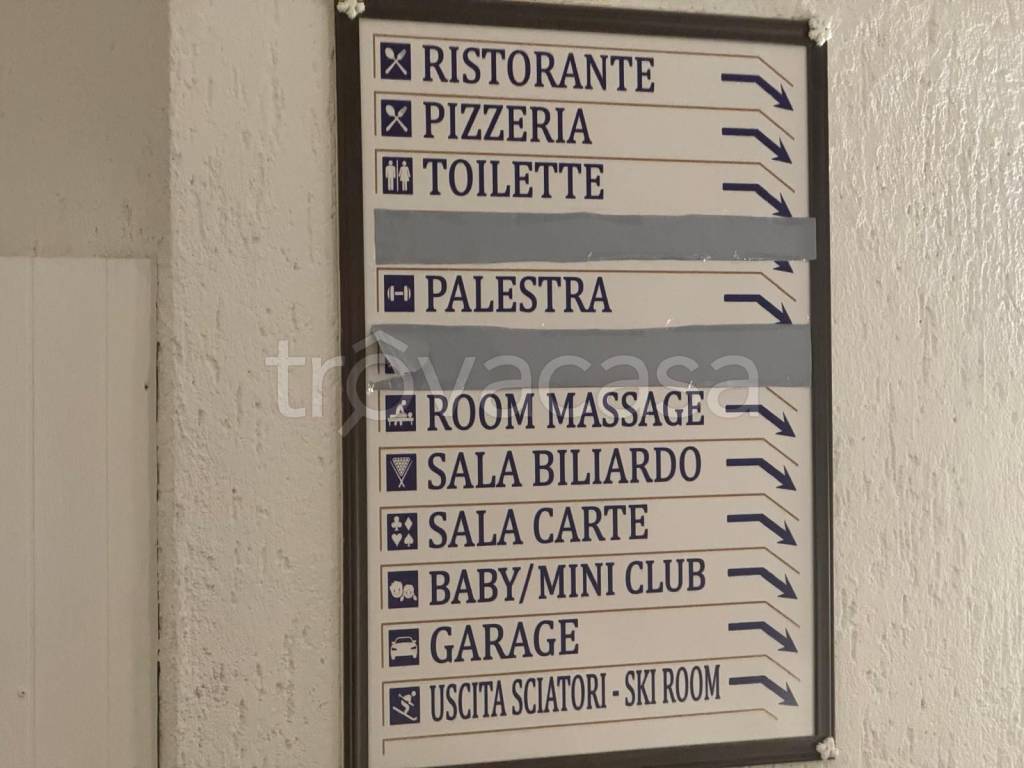 RISTORANTE
PIZZERIA
TOILETTE
PALESTRA
trovacasa
ROOM MASSAGE
SALA BILIARDO
SALA CARTE
BABY/MINI CLUB
GARAGE
USCITA SCIATORI - SKI ROOM